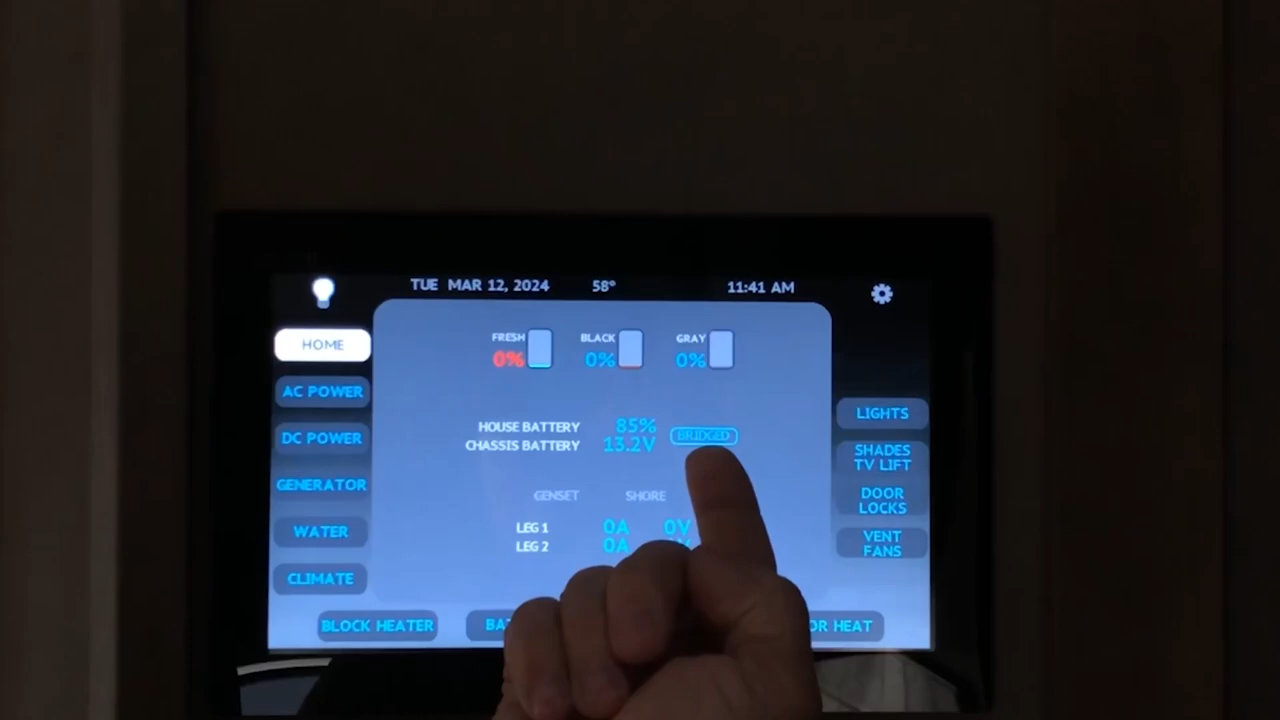 TUE MAR 12, 2024 58° 11:41 AM
HOME
AC POWER
DC POWER
GENERATOR
WATER
CLIMATE
FRESH
0%
BLACK
0%
GRAY
0%
HOUSE BATTERY 85%
CHASSIS BATTERY 13.2V
BRIDGED
GENSET SHORE
LEG 1 0A 0V
LEG 2 0A
LIGHTS
SHADES
TV LIFT
DOOR
LOCKS
VENT
FANS
BLOCK HEATER
HEAT